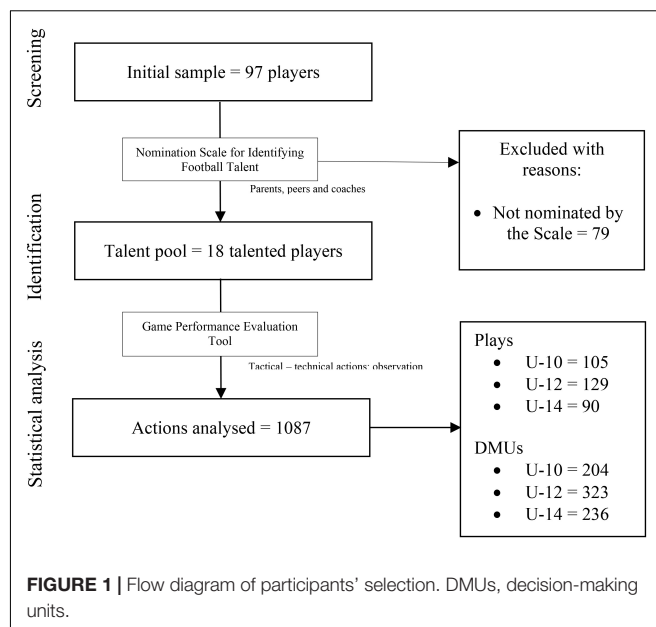 Screening
Initial sample = 97 players
Nomination Scale for Identifying
Football Talent
Parents, peers and coaches
Excluded with
reasons:
• Not nominated by
the Scale = 79
Identification
Talent pool = 18 talented players
Game Performance Evaluation
Tool
Tactical – technical actions: observation
Statistical analysis
Actions analysed = 1087
Plays
• U-10 = 105
• U-12 = 129
• U-14 = 90
DMUs
• U-10 = 204
• U-12 = 323
• U-14 = 236
FIGURE 1 | Flow diagram of participants’ selection. DMUs, decision-making
units.